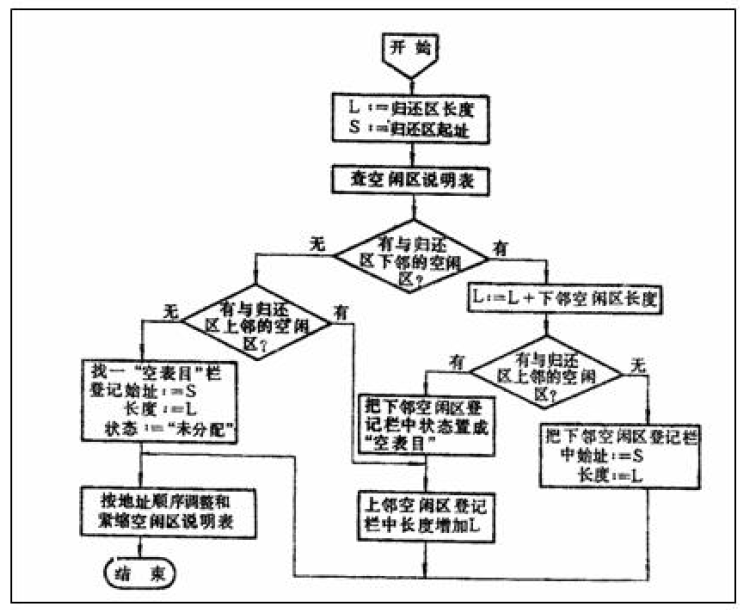 开 始
L:=归还区长度
S:=归还区起址
查空闲区说明表
有与归还
区下邻的空闲
区?
无
有
L:=L+下邻空闲区长度
有与归还
区上邻的空闲
区?
无
有
有与归还
区上邻的空闲
区?
有
无
找一“空表目”栏
登记始址:=S
长度:=L
状态:=“未分配”
把下邻空闲区登
记栏中状态置成
“空表目”
把下邻空闲区登记栏
中始址:=S
长度:=L
按地址顺序调整和
紧缩空闲区说明表
上邻空闲区登记
栏中长度增加L
结 束